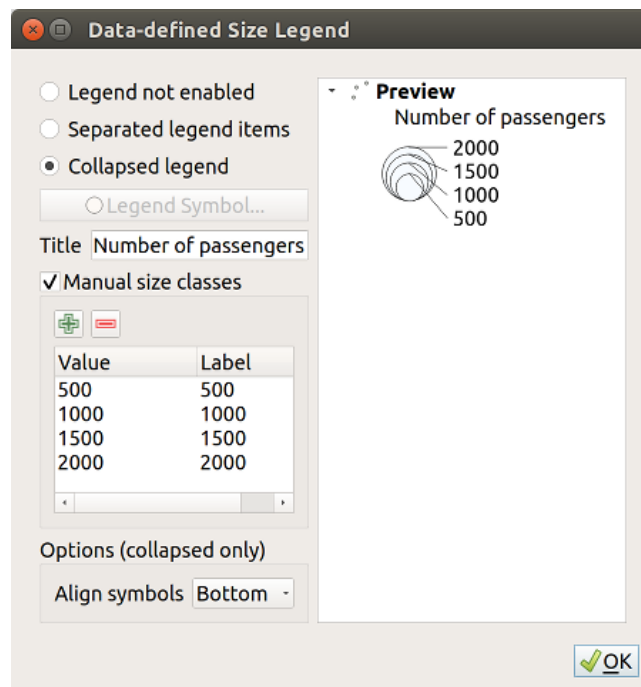 Data-defined Size Legend
Legend not enabled
Separated legend items
Collapsed legend
Legend Symbol...
Title Number of passengers
Manual size classes
Value Label
500 500
1000 1000
1500 1500
2000 2000
Options (collapsed only)
Align symbols Bottom
Preview
Number of passengers
2000
1500
1000
500
OK